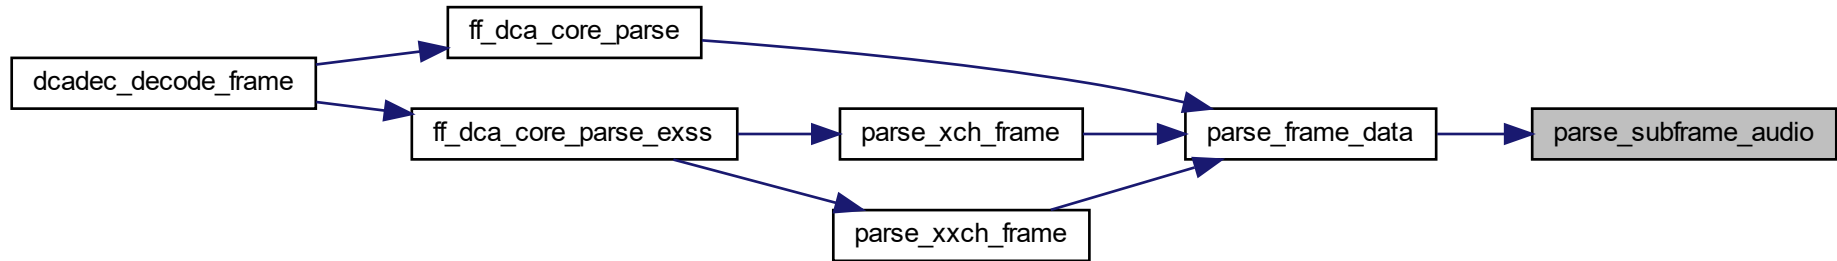 ff_dca_core_parse
dcadec_decode_frame
ff_dca_core_parse_exss
parse_xch_frame
parse_frame_data
parse_subframe_audio
parse_xxch_frame